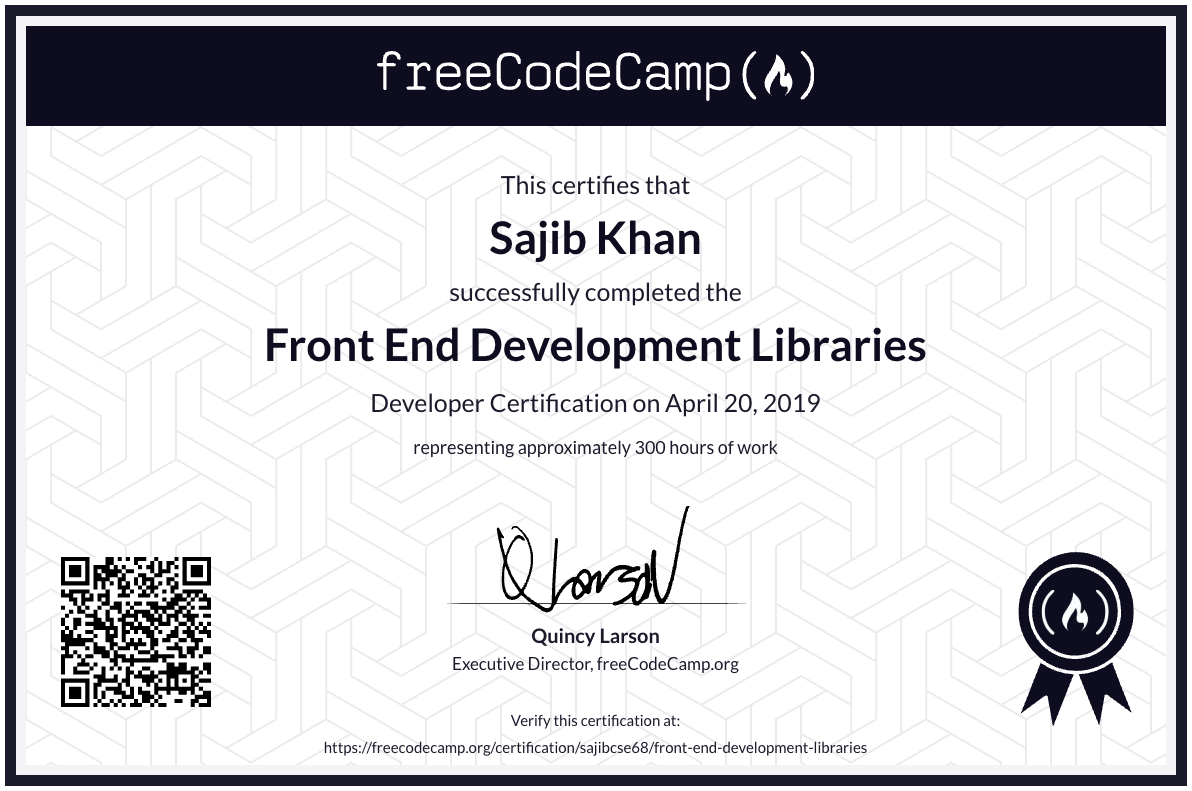 freeCodeCamp
This certifies that
Sajib Khan
successfully completed the
Front End Development Libraries
Developer Certification on April 20, 2019
representing approximately 300 hours of work
Q Larson
Quincy Larson
Executive Director, freeCodeCamp.org
Verify this certification at:
https://freecodecamp.org/certification/sajibcse68/front-end-development-libraries